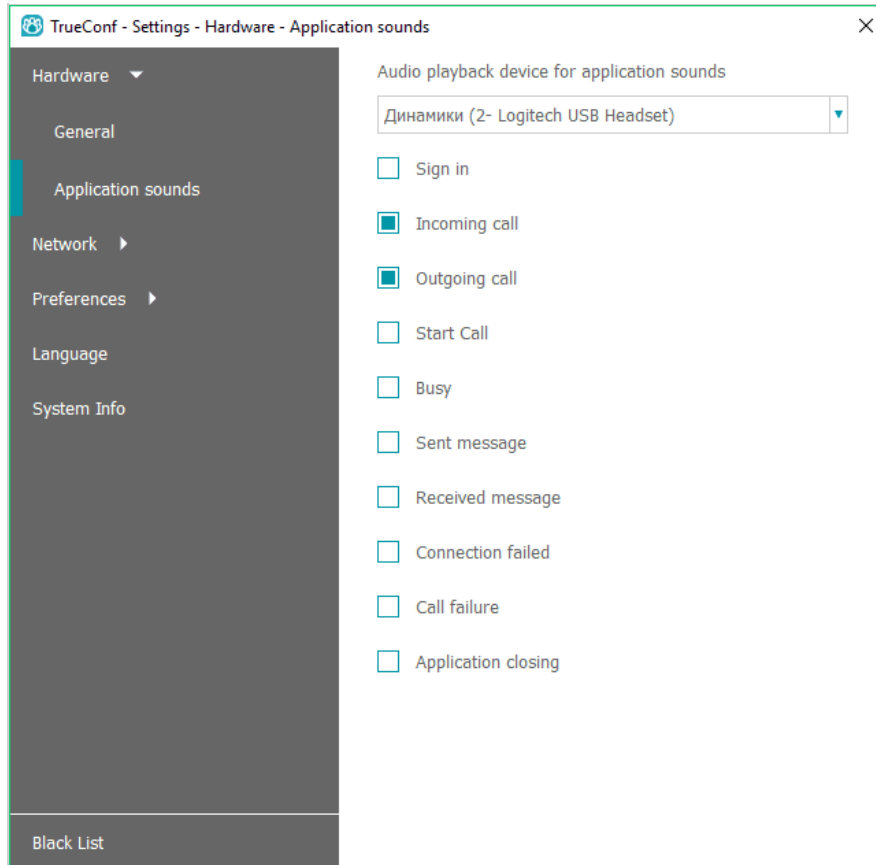 TrueConf - Settings - Hardware - Application sounds
Hardware
General
Application sounds
Network
Preferences
Language
System Info
Black List
Audio playback device for application sounds
Динамики (2- Logitech USB Headset)
Sign in
Incoming call
Outgoing call
Start Call
Busy
Sent message
Received message
Connection failed
Call failure
Application closing